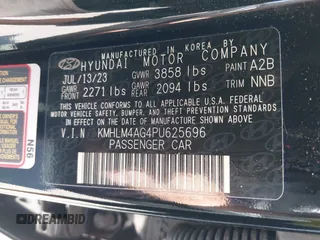 MANUFACTURED IN KOREA BY
HYUNDAI MOTOR COMPANY
JUL/13/23 GVWR 3858 lbs PAINT A2B
GAWR FRONT 2271 lbs GAWR REAR 2094 lbs TRIM NNB
THIS VEHICLE CONFORMS TO ALL APPLICABLE U.S.
FEDERAL MOTOR VEHICLE SAFETY, BUMPER,
AND THEFT PREVENTION STANDARDS IN EFFECT
ON THE DATE OF MANUFACTURE SHOWN ABOVE.
V.I.N KMHLM4AG4PU625696
PASSENGER CAR
N56
DREAMBID